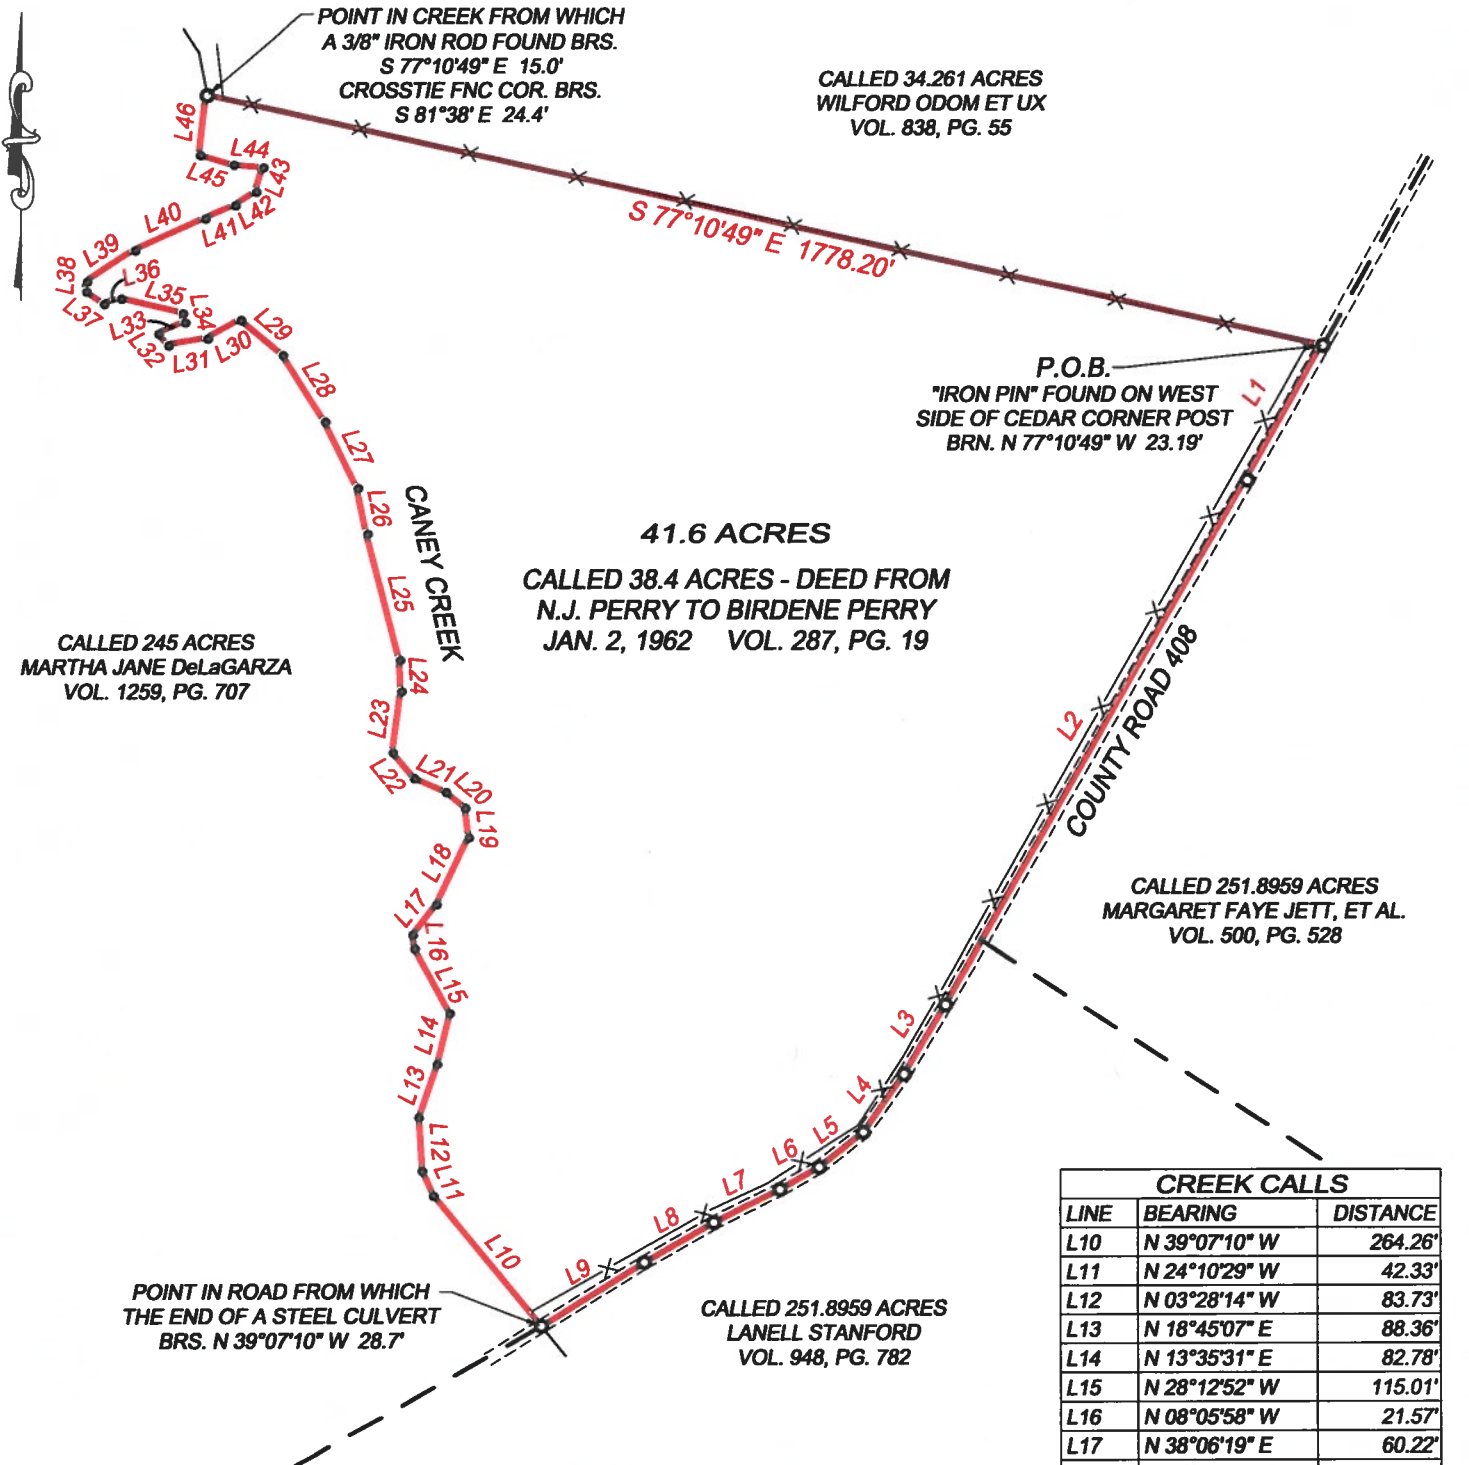 POINT IN CREEK FROM WHICH
A 3/8" IRON ROD FOUND BRS.
S 77°10'49" E 15.0'
CROSSTIE FNC COR. BRS.
S 81°38' E 24.4'
CALLED 34.261 ACRES
WILFORD ODOM ET UX
VOL. 838, PG. 55
S 77°10'49" E 1778.20'
L46
L44
L45
L43
L42
L41
L40
L39
L38
L36
L37
L35
L34
L33
L32
L31
L30
L29
L28
L27
L26
L25
L24
L23
L22
L21
L20
L19
L18
L17
L16
L15
L14
L13
L12
L11
L10
CANEY CREEK
P.O.B.
"IRON PIN" FOUND ON WEST
SIDE OF CEDAR CORNER POST
BRN. N 77°10'49" W 23.19'
L1
L2
L3
L4
L5
L6
L7
L8
L9
COUNTY ROAD 408
41.6 ACRES
CALLED 38.4 ACRES - DEED FROM
N.J. PERRY TO BIRDENE PERRY
JAN. 2, 1962 VOL. 287, PG. 19
CALLED 245 ACRES
MARTHA JANE DeLaGARZA
VOL. 1259, PG. 707
CALLED 251.8959 ACRES
MARGARET FAYE JETT, ET AL.
VOL. 500, PG. 528
POINT IN ROAD FROM WHICH
THE END OF A STEEL CULVERT
BRS. N 39°07'10" W 28.7'
CALLED 251.8959 ACRES
LANELL STANFORD
VOL. 948, PG. 782
CREEK CALLS
LINE BEARING DISTANCE
L10 N 39°07'10" W 264.26'
L11 N 24°10'29" W 42.33'
L12 N 03°28'14" W 83.73'
L13 N 18°45'07" E 88.36'
L14 N 13°35'31" E 82.78'
L15 N 28°12'52" W 115.01'
L16 N 08°05'58" W 21.57'
L17 N 38°06'19" E 60.22'